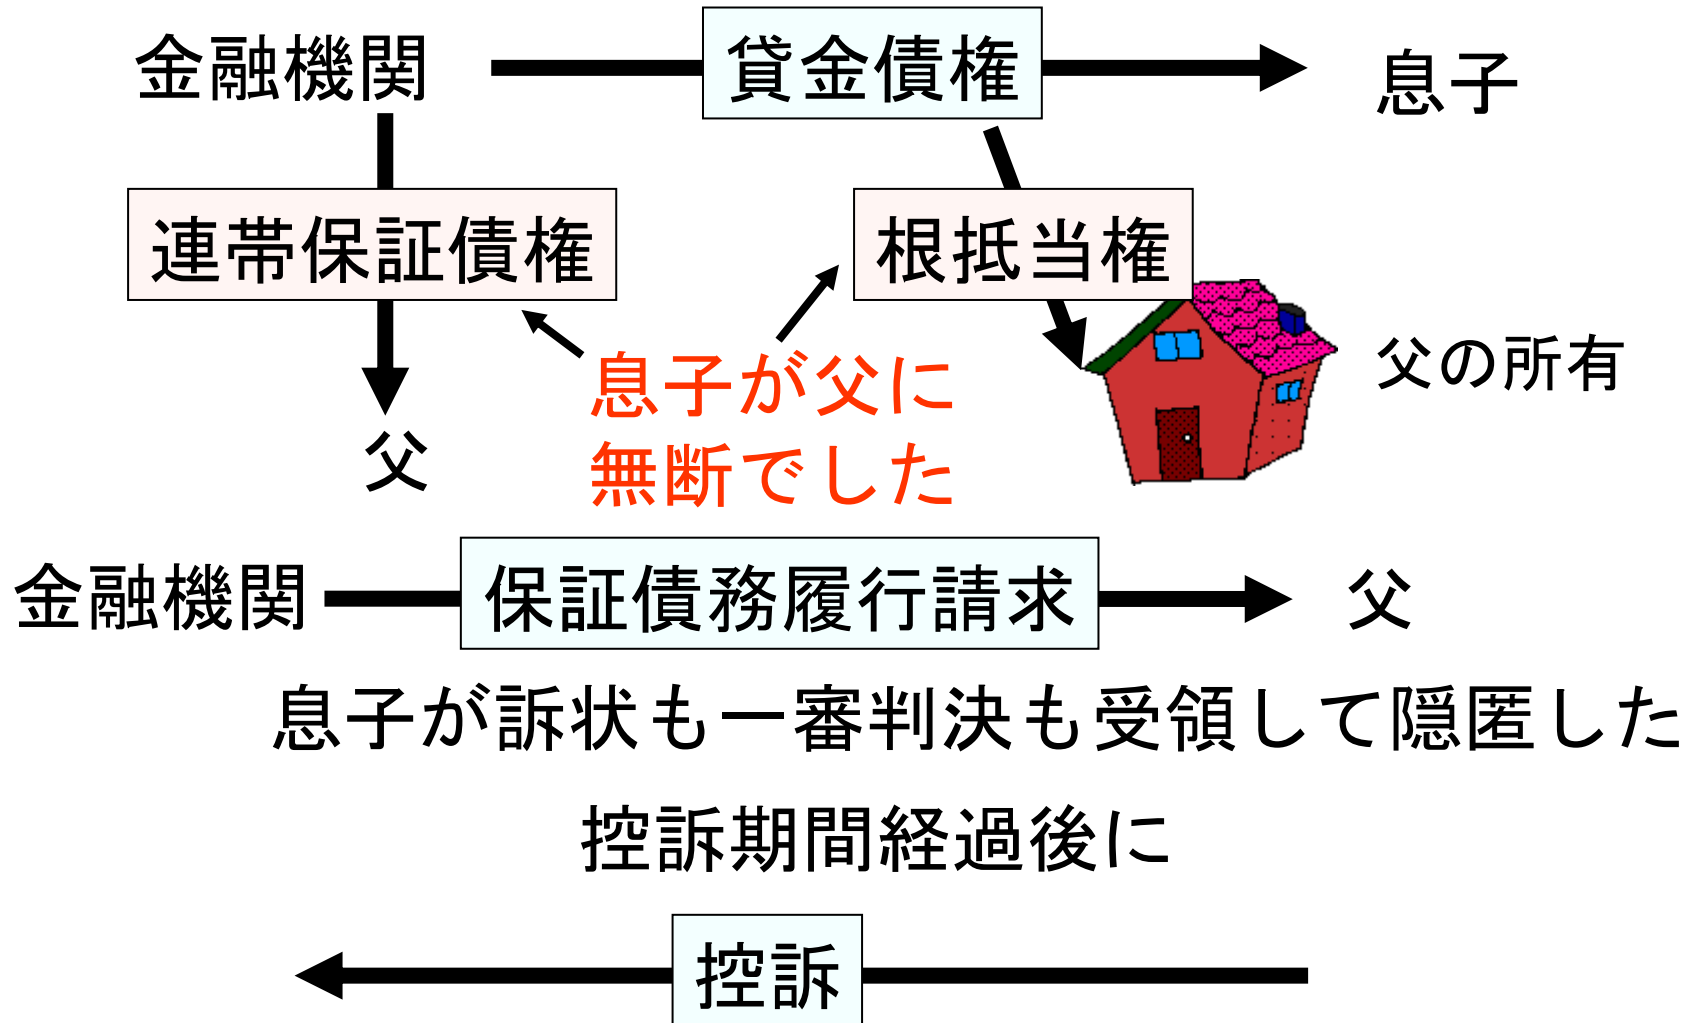 金融機関
貸金債権
息子
連帯保証債権
根抵当権
息子が父に
無断でした
父の所有
父
金融機関
保証債務履行請求
父
息子が訴状も一審判決も受領して隠匿した
控訴期間経過後に
控訴